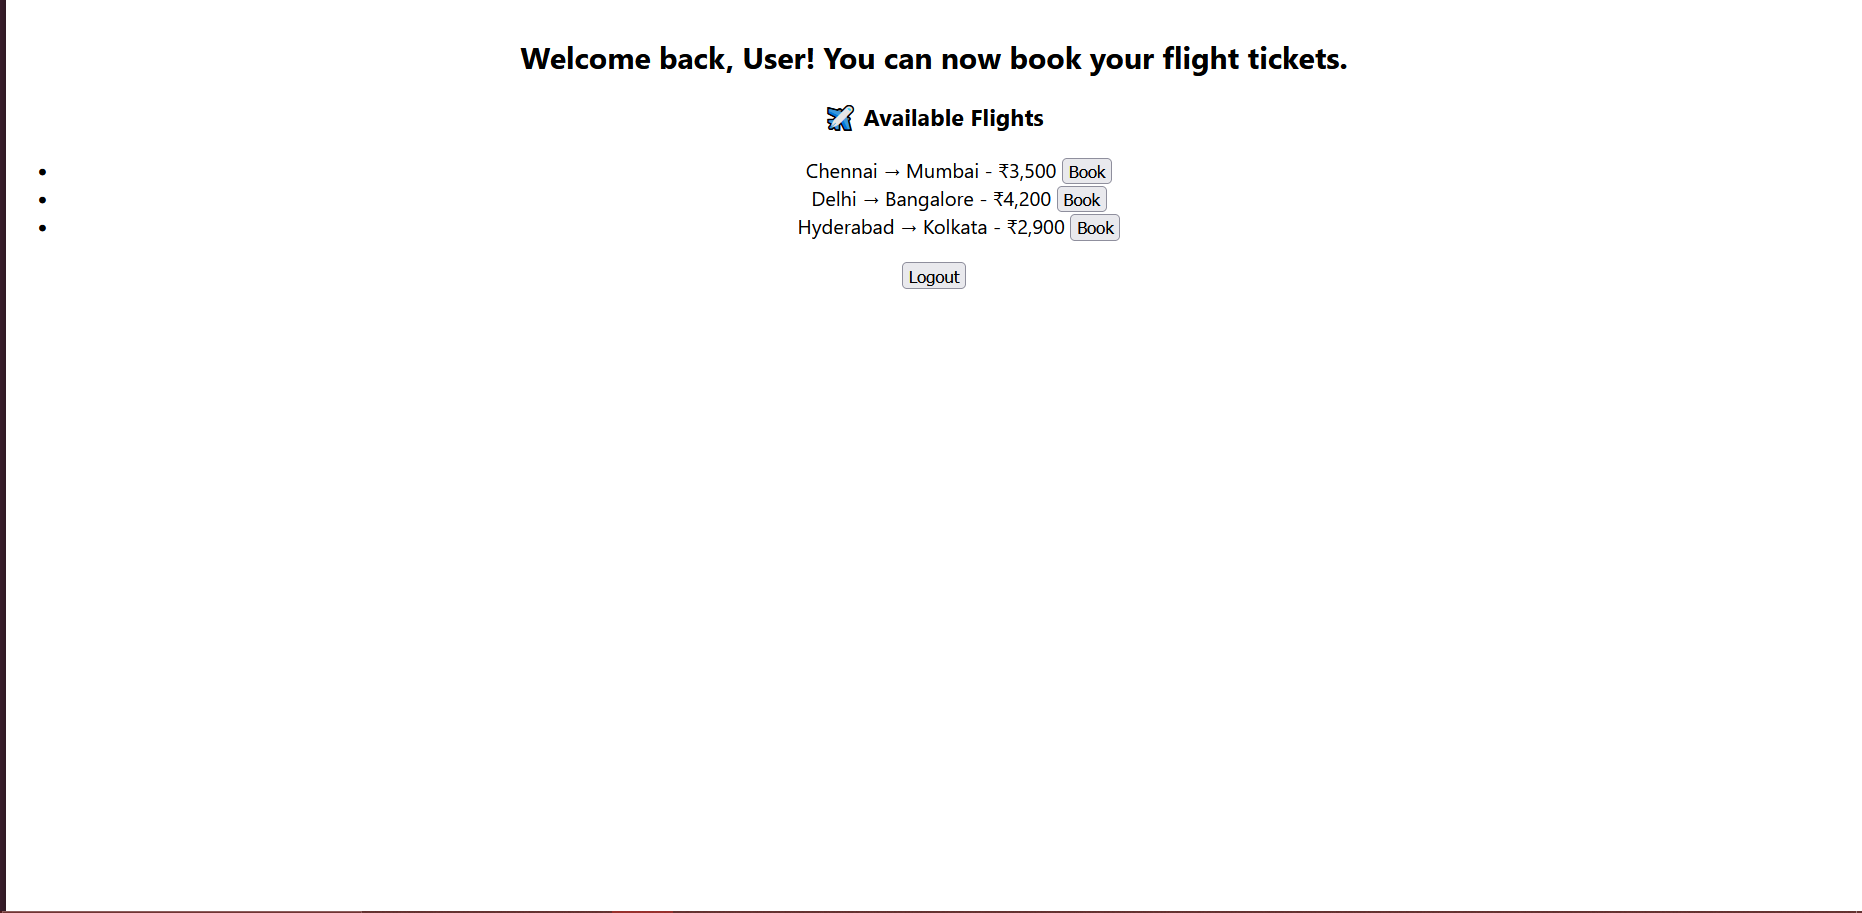 Welcome back, User! You can now book your flight tickets.
✈️ Available Flights
• Chennai → Mumbai - ₹3,500 Book
• Delhi → Bangalore - ₹4,200 Book
• Hyderabad → Kolkata - ₹2,900 Book
Logout